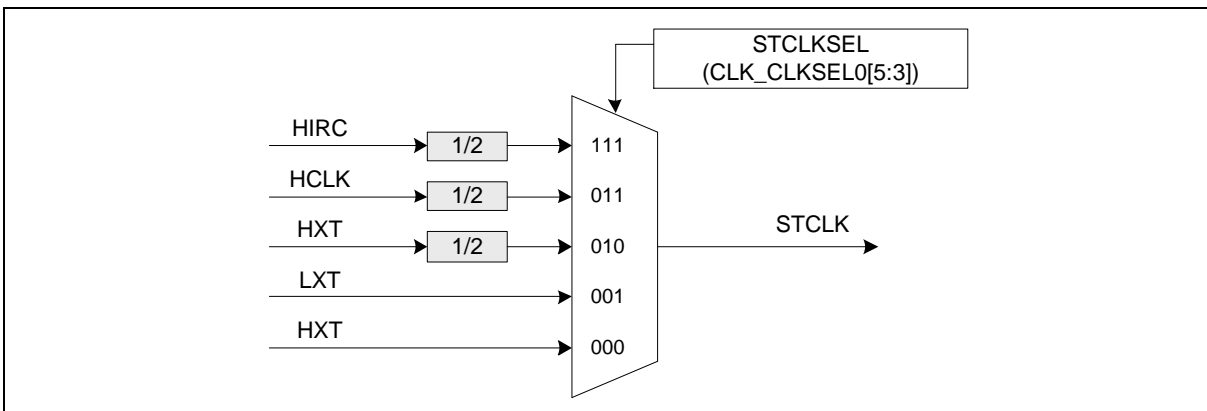 STCLKSEL
(CLK_CLKSEL0[5:3])
HIRC
1/2
111
HCLK
1/2
011
HXT
1/2
010
STCLK
LXT
001
HXT
000